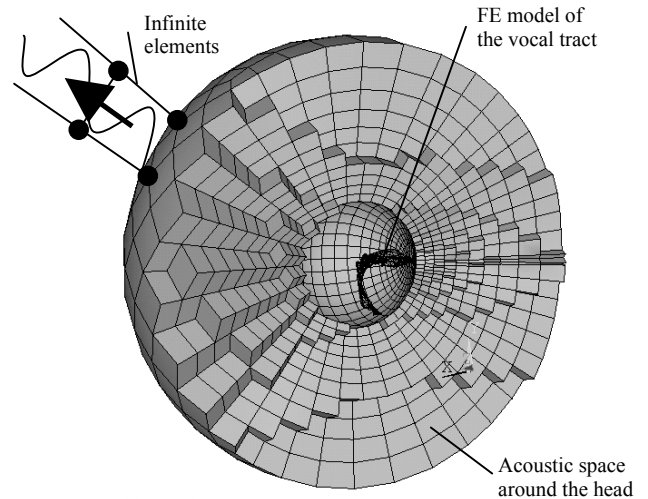 Infinite
elements
FE model of
the vocal tract
X
Acoustic space
around the head